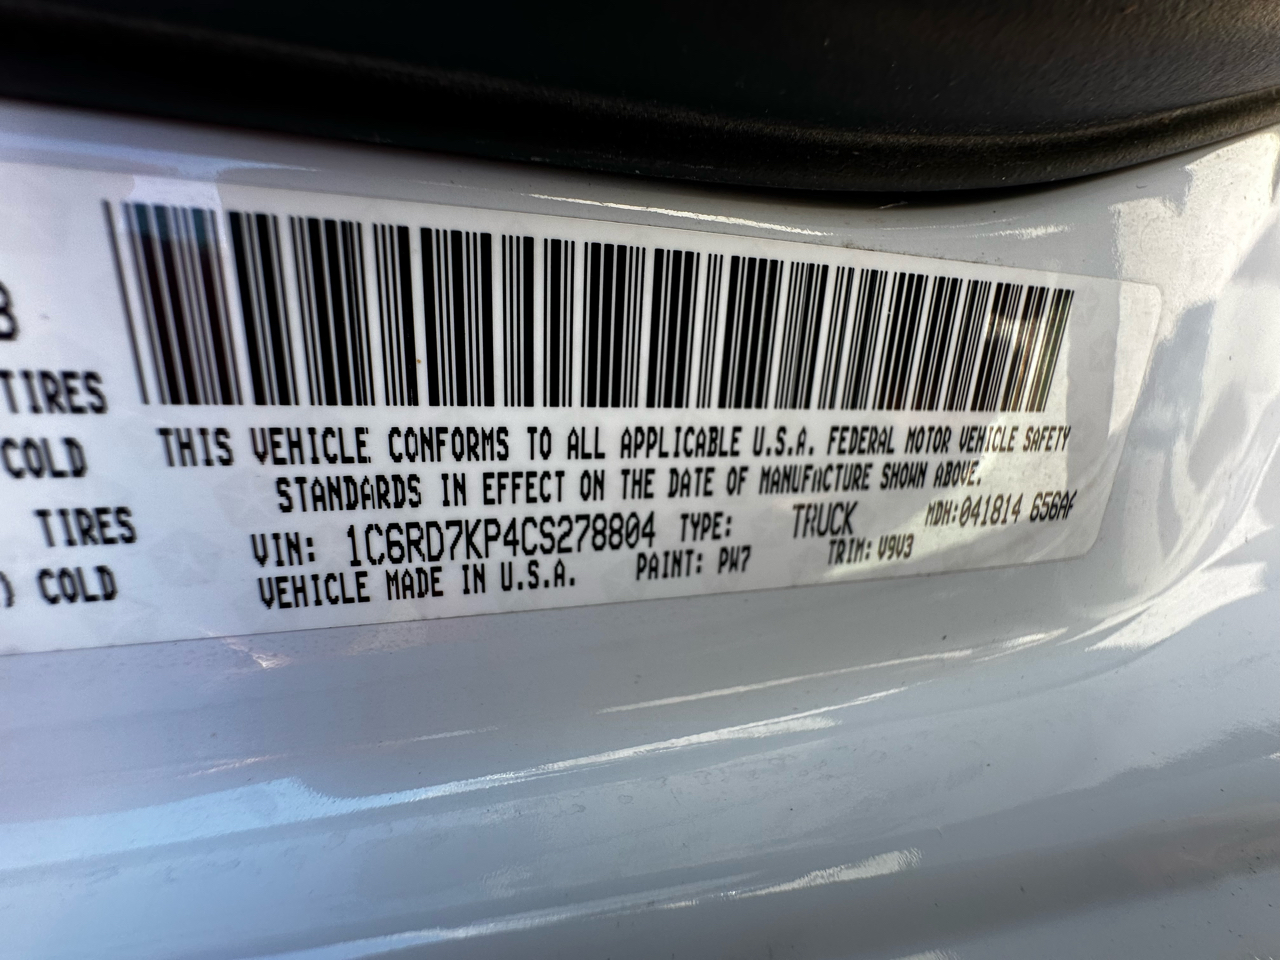 B
TIRES
COLD
TIRES
) COLD
THIS VEHICLE CONFORMS TO ALL APPLICABLE U.S.A. FEDERAL MOTOR VEHICLE SAFETY
STANDARDS IN EFFECT ON THE DATE OF MANUFACTURE SHOWN ABOVE.
VIN: 1C6RD7KP4CS278804 TYPE: TRUCK MDH:041814 656AF
VEHICLE MADE IN U.S.A. PAINT: PW7 TRIM: V9V3